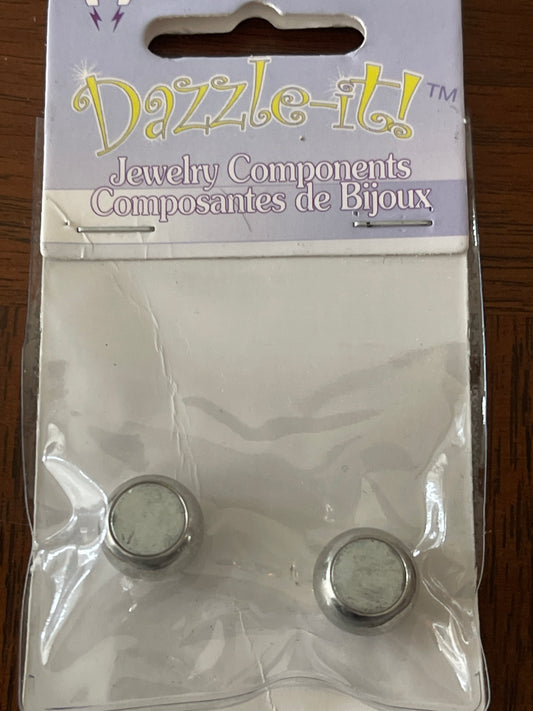 Dazzle-it!™
Jewelry Components
Composantes de Bijoux